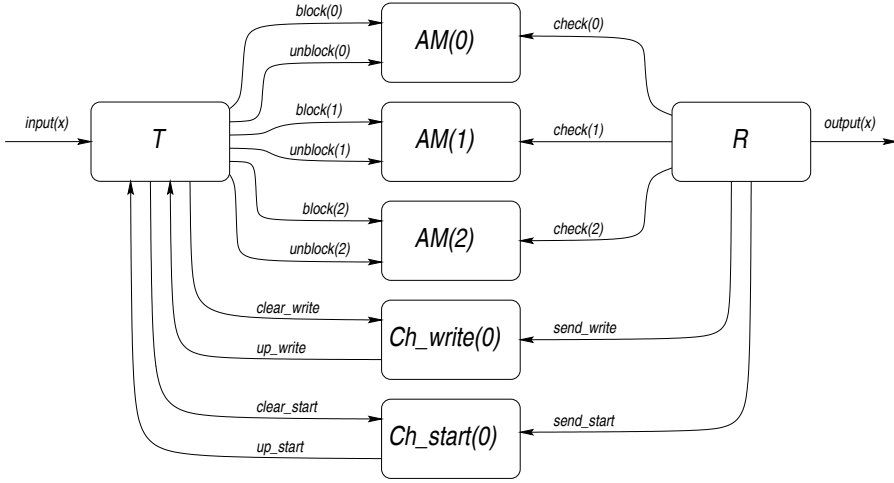 block(0)
AM(0)
check(0)
unblock(0)
input(x)
T
block(1)
AM(1)
check(1)
unblock(1)
R
output(x)
block(2)
AM(2)
check(2)
unblock(2)
clear_write
Ch_write(0)
send_write
up_write
clear_start
Ch_start(0)
send_start
up_start